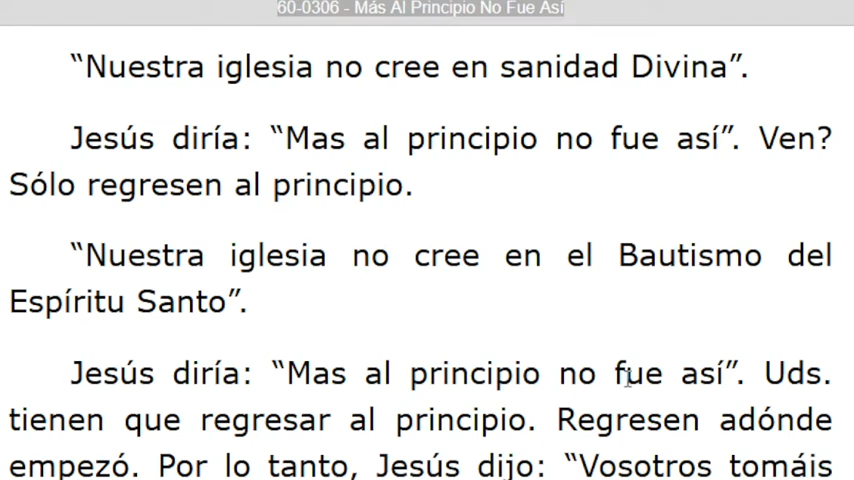 60-0306 - Más Al Principio No Fue Así
“Nuestra iglesia no cree en sanidad Divina”.
Jesús diría: “Mas al principio no fue así”. Ven?
Sólo regresen al principio.
“Nuestra iglesia no cree en el Bautismo del
Espíritu Santo”.
Jesús diría: “Mas al principio no fue así”. Uds.
tienen que regresar al principio. Regresen adónde
empezó. Por lo tanto, Jesús dijo: “Vosotros tomáis